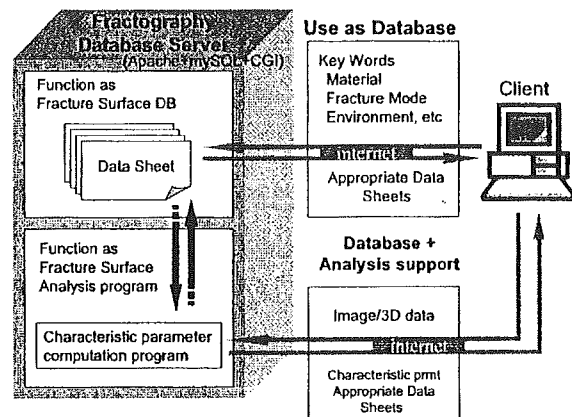 Fractography
Database Server
(Apache+mySQL+CGI)
Function as
Fracture Surface DB
Data Sheet
Function as
Fracture Surface
Analysis program
Characteristic parameter
computation program
Use as Database
Key Words
Material
Fracture Mode
Environment, etc
Internet
Appropriate Data
Sheets
Client
Database +
Analysis support
Image/3D data
Internet
Characteristic prmt
Appropriate Data
Sheets